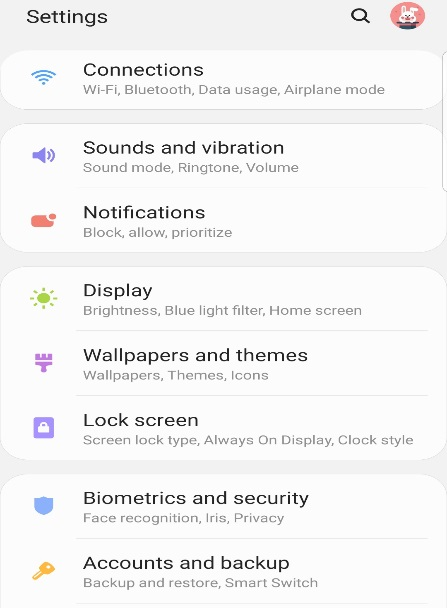 Settings
Connections
Wi-Fi, Bluetooth, Data usage, Airplane mode
Sounds and vibration
Sound mode, Ringtone, Volume
Notifications
Block, allow, prioritize
Display
Brightness, Blue light filter, Home screen
Wallpapers and themes
Wallpapers, Themes, Icons
Lock screen
Screen lock type, Always On Display, Clock style
Biometrics and security
Face recognition, Iris, Privacy
Accounts and backup
Backup and restore, Smart Switch